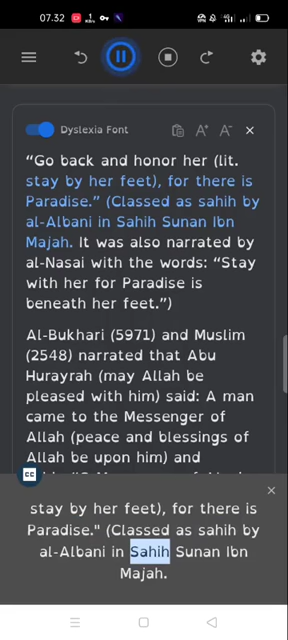 07.32
Dyslexia Font
A+ A-
“Go back and honor her (lit.
stay by her feet), for there is
Paradise.” (Classed as sahih by
al-Albani in Sahih Sunan Ibn
Majah. It was also narrated by
al-Nasai with the words: “Stay
with her for Paradise is
beneath her feet.”)
Al-Bukhari (5971) and Muslim
(2548) narrated that Abu
Hurayrah (may Allah be
pleased with him) said: A man
came to the Messenger of
Allah (peace and blessings of
Allah be upon him) and
CC
stay by her feet), for there is
Paradise." (Classed as sahih by
al-Albani in Sahih Sunan Ibn
Majah.